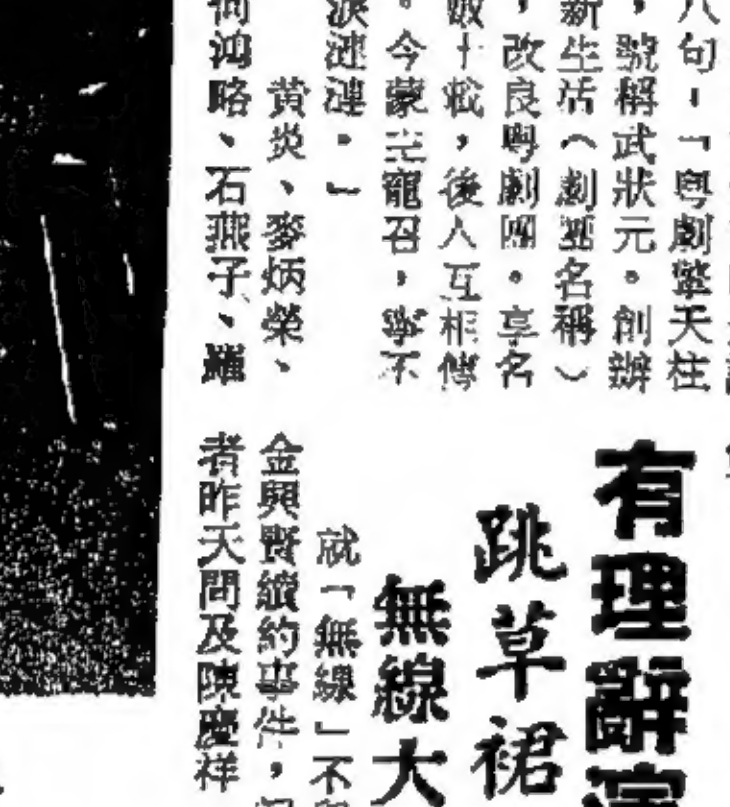 八句，「粵劇擎天柱
，號稱武狀元。創辦
新生活（劇團名稱）
，改良粵劇團。享名
數十載，後人互相傳
。今蒙主寵召，寧不
淚漣漣。」
黃炎、麥炳榮、
何鴻略、石燕子、羅
有理辭演
跳草裙
無線大
就「無線」不與
金興賢續約事件，
者昨天問及陳慶祥